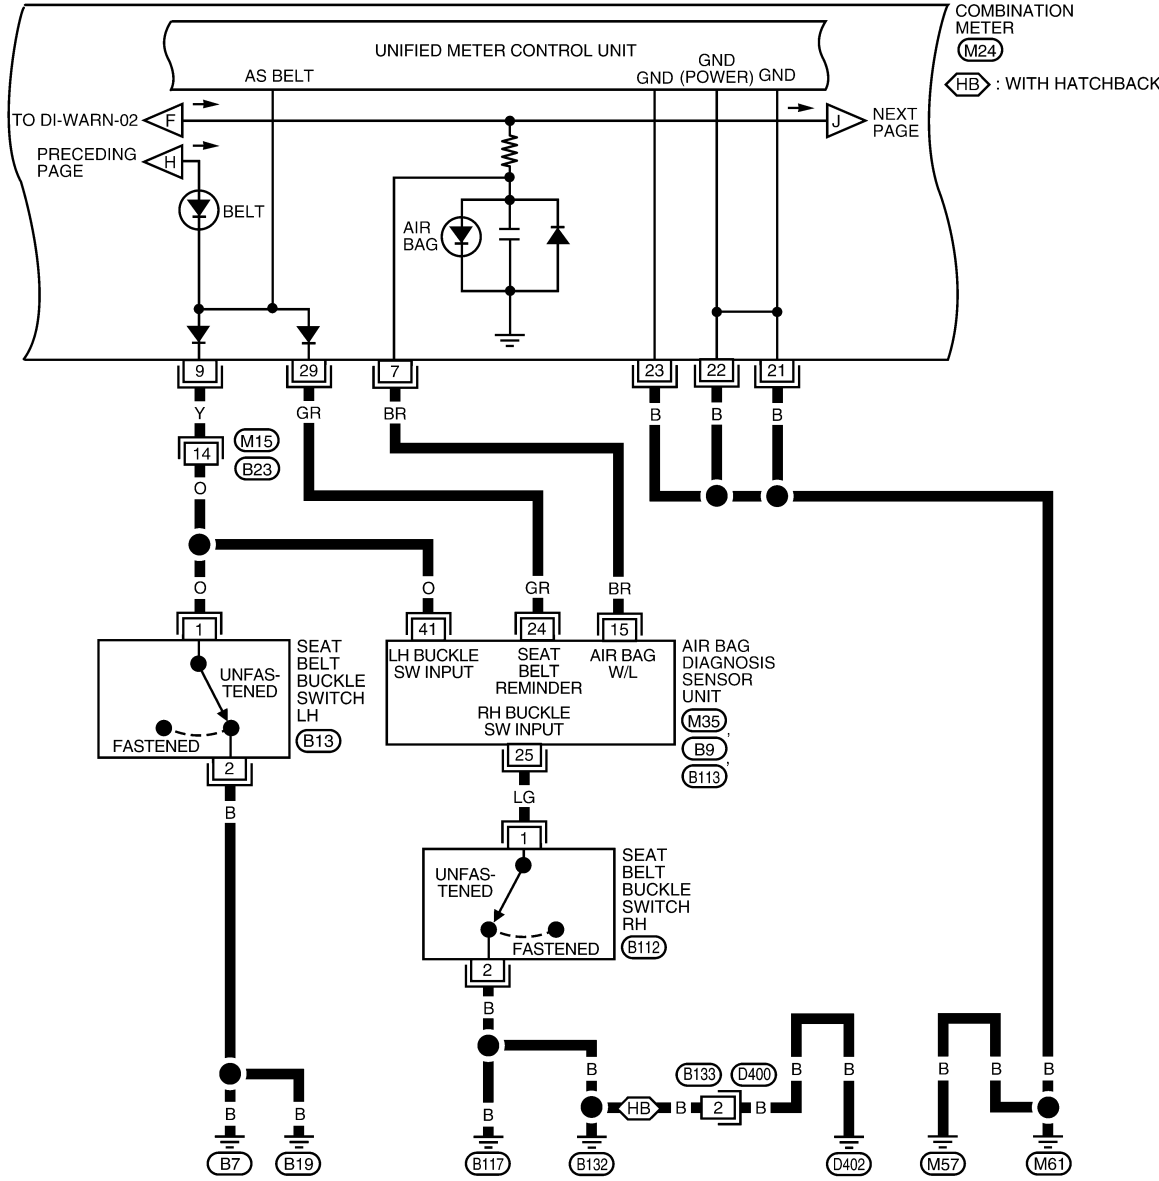 COMBINATION
METER
M24
HB : WITH HATCHBACK
UNIFIED METER CONTROL UNIT
AS BELT
GND
GND
(POWER)
GND
TO DI-WARN-02
F
J
NEXT
PAGE
PRECEDING
PAGE
H
BELT
AIR
BAG
9
29
7
23
22
21
Y
GR
BR
B
B
B
14
M15
B23
O
O
O
GR
BR
1
41
24
15
SEAT
BELT
BUCKLE
SWITCH
LH
B13
UNFAS-
TENED
FASTENED
2
LH BUCKLE
SW INPUT
SEAT
BELT
REMINDER
AIR BAG
W/L
RH BUCKLE
SW INPUT
AIR BAG
DIAGNOSIS
SENSOR
UNIT
M35,
B9,
B113
25
B
LG
1
UNFAS-
TENED
FASTENED
SEAT
BELT
BUCKLE
SWITCH
RH
B112
2
B
B
B133
D400
B
B
B
B
B
B
B
B
HB
B
2
B
B7
B19
B117
B132
D402
M57
M61